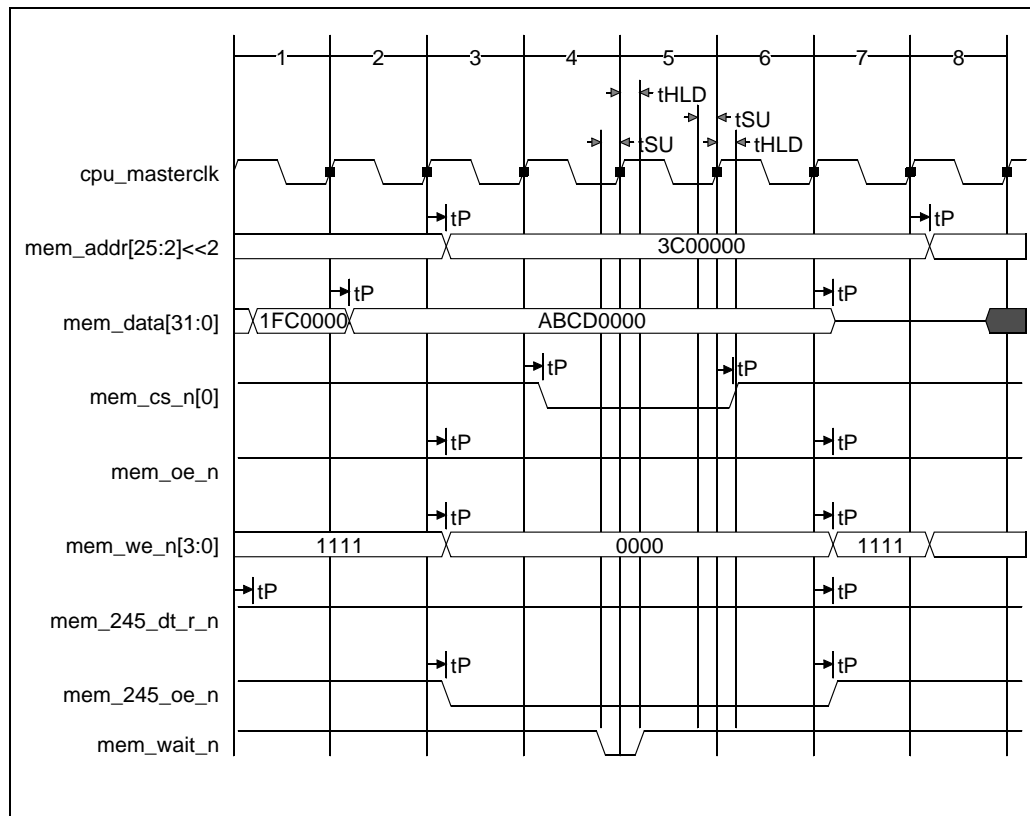 1 2 3 4 5 6 7 8
tHLD
tSU
tSU tHLD
cpu_masterclk
tP tP
mem_addr[25:2]<<2 3C00000
tP tP
mem_data[31:0] 1FC0000 ABCD0000
tP tP
mem_cs_n[0]
tP tP
mem_oe_n
tP tP
mem_we_n[3:0] 1111 0000 1111
tP tP
mem_245_dt_r_n
tP tP
mem_245_oe_n
mem_wait_n